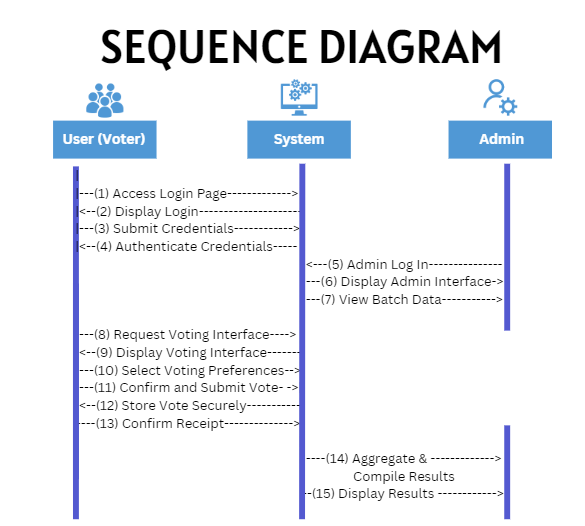 SEQUENCE DIAGRAM
User (Voter) System Admin
|---(1) Access Login Page------------->
|<--(2) Display Login---------------------
|---(3) Submit Credentials------------->
|<--(4) Authenticate Credentials-----
<---(5) Admin Log In---------------
---(6) Display Admin Interface->
---(7) View Batch Data----------->
---(8) Request Voting Interface---->
<--(9) Display Voting Interface-------
---(10) Select Voting Preferences-->
---(11) Confirm and Submit Vote- ->
<--(12) Store Vote Securely-----------
----(13) Confirm Receipt-------------->
----(14) Aggregate & ------------->
Compile Results
--(15) Display Results ------------>